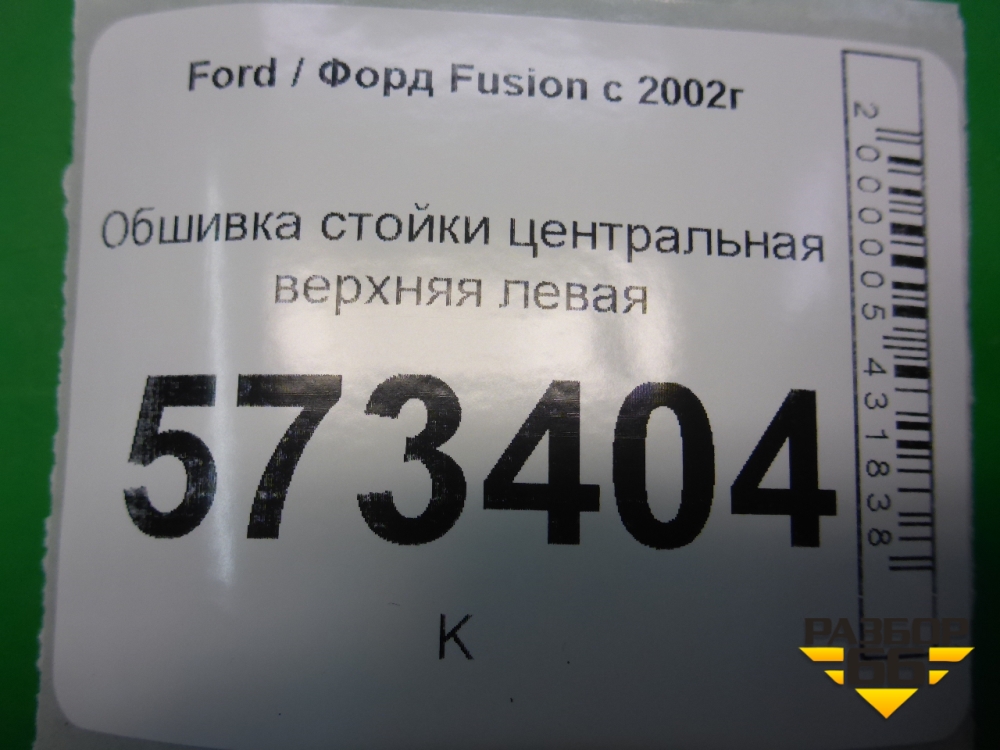 Ford / Форд Fusion с 2002г
Обшивка стойки центральная
верхняя левая
573404
К
2000005431838
РАЗБОР
66